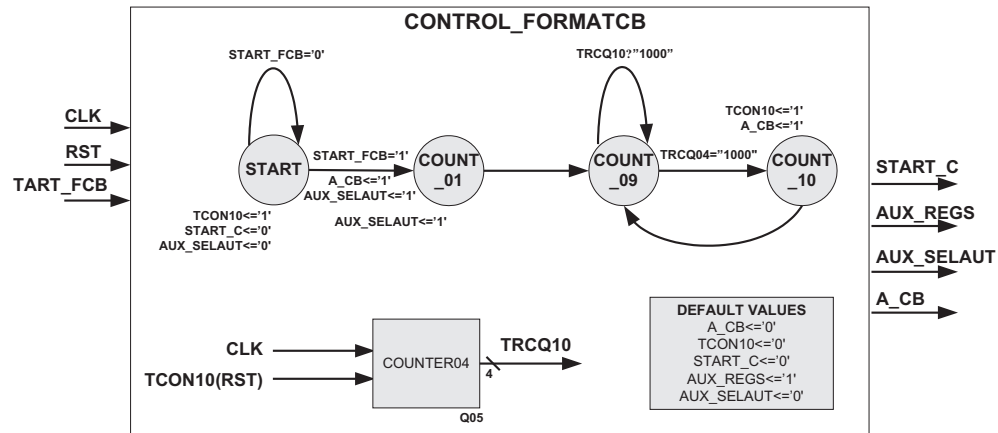 CONTROL_FORMATCB
START_FCB='0'
TRCQ10?"1000"
TCON10<='1'
A_CB<='1'
CLK
RST
TART_FCB
START
START_FCB='1'
A_CB<='1'
AUX_SELAUT<='1'
COUNT
_01
AUX_SELAUT<='1'
COUNT
_09
TRCQ04="1000"
COUNT
_10
TCON10<='1'
START_C<='0'
AUX_SELAUT<='0'
START_C
AUX_REGS
AUX_SELAUT
A_CB
CLK
TCON10(RST)
COUNTER04
Q05
4
TRCQ10
DEFAULT VALUES
A_CB<='0'
TCON10<='0'
START_C<='0'
AUX_REGS<='1'
AUX_SELAUT<='0'